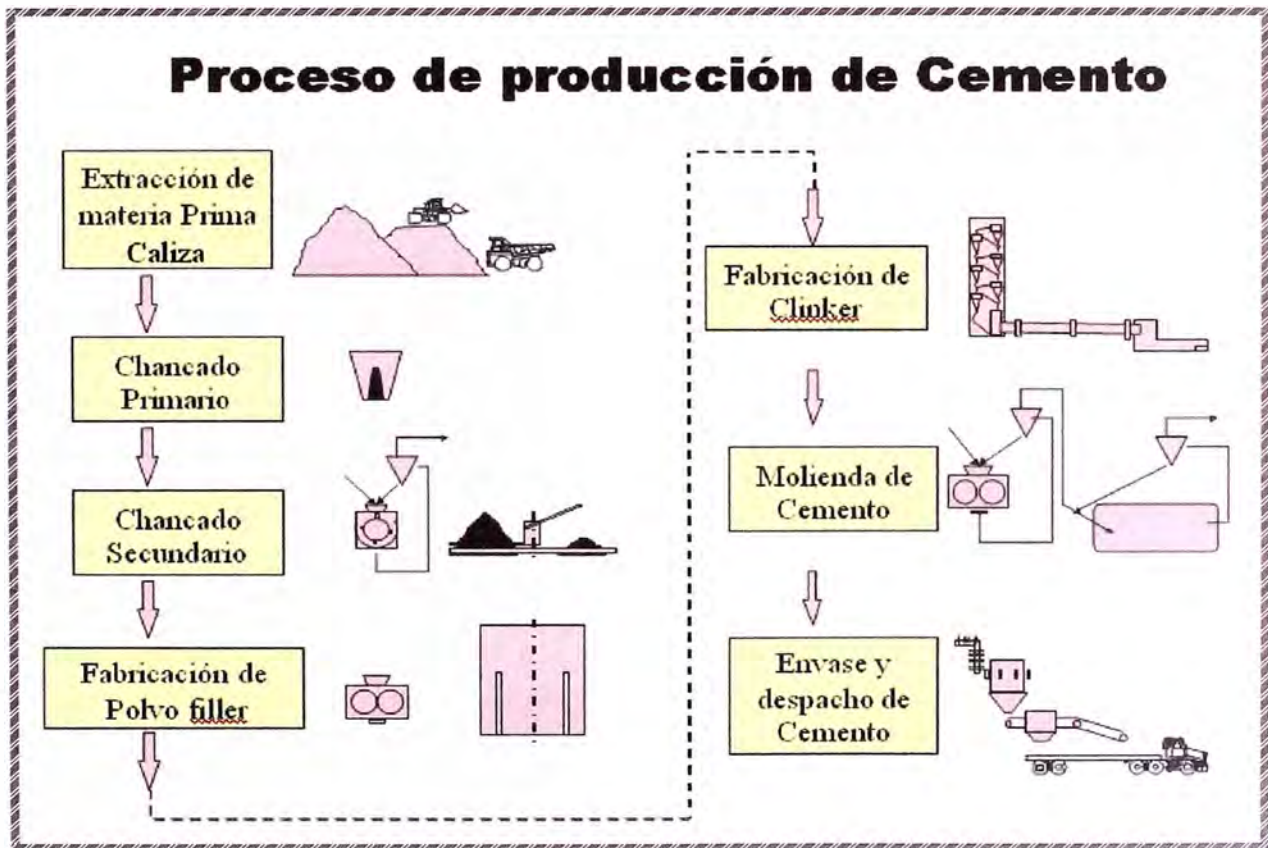 Proceso de producción de Cemento
Extracción de
materia Prima
Caliza
Chancado
Primario
Chancado
Secundario
Fabricación de
Polvo filler
Fabricación de
Clinker
Molienda de
Cemento
Envase y
despacho de
Cemento